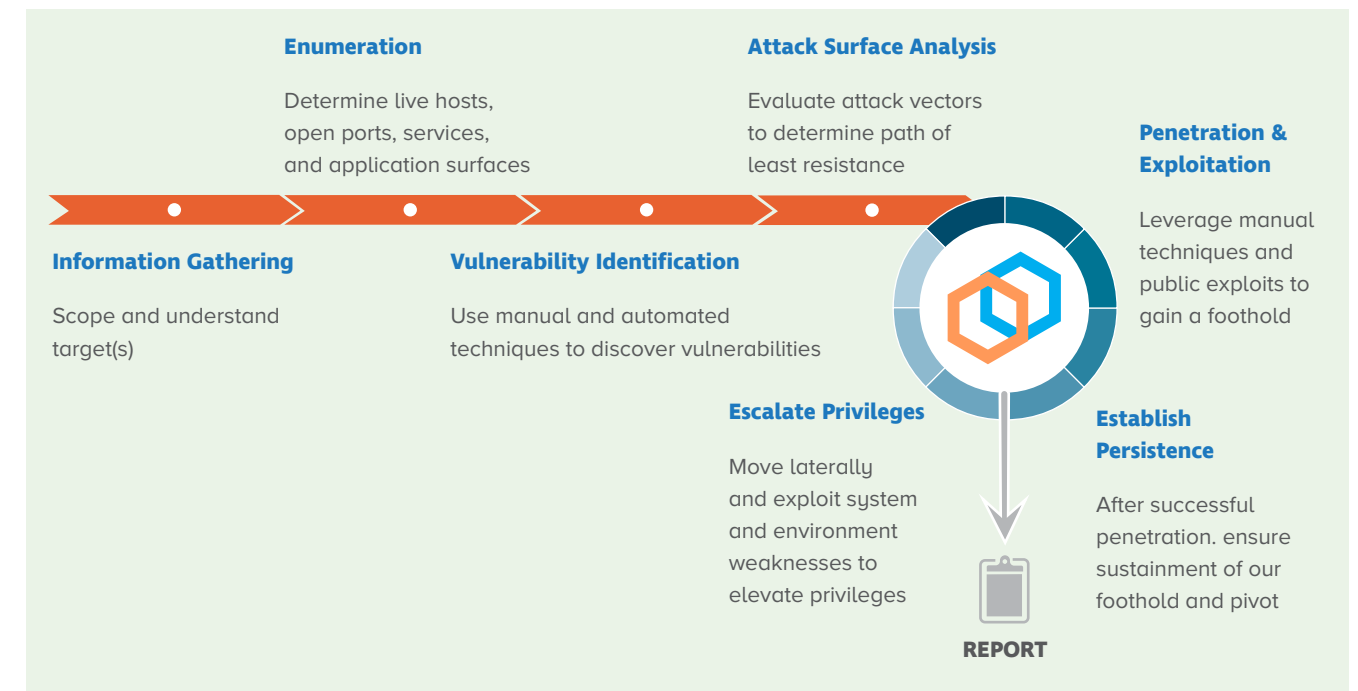 Enumeration
Determine live hosts,
open ports, services,
and application surfaces
Attack Surface Analysis
Evaluate attack vectors
to determine path of
least resistance
Penetration &
Exploitation
Leverage manual
techniques and
public exploits to
gain a foothold
Information Gathering
Scope and understand
target(s)
Vulnerability Identification
Use manual and automated
techniques to discover vulnerabilities
Escalate Privileges
Move laterally
and exploit system
and environment
weaknesses to
elevate privileges
Establish
Persistence
After successful
penetration. ensure
sustainment of our
foothold and pivot
REPORT